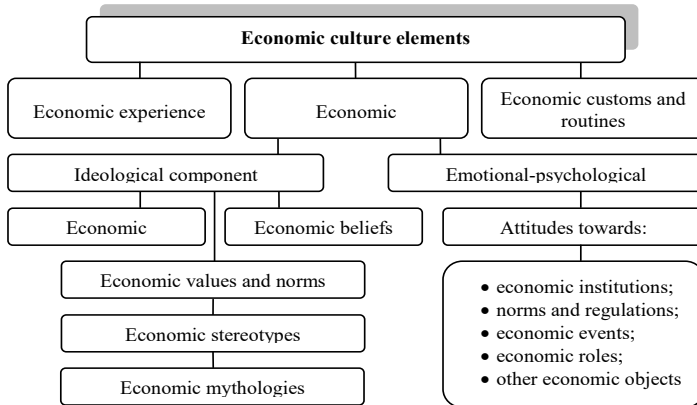 Economic culture elements
Economic experience
Economic
Economic customs and
routines
Ideological component
Emotional-psychological
Economic
Economic beliefs
Attitudes towards:
Economic values and norms
Economic stereotypes
Economic mythologies
• economic institutions;
• norms and regulations;
• economic events;
• economic roles;
• other economic objects